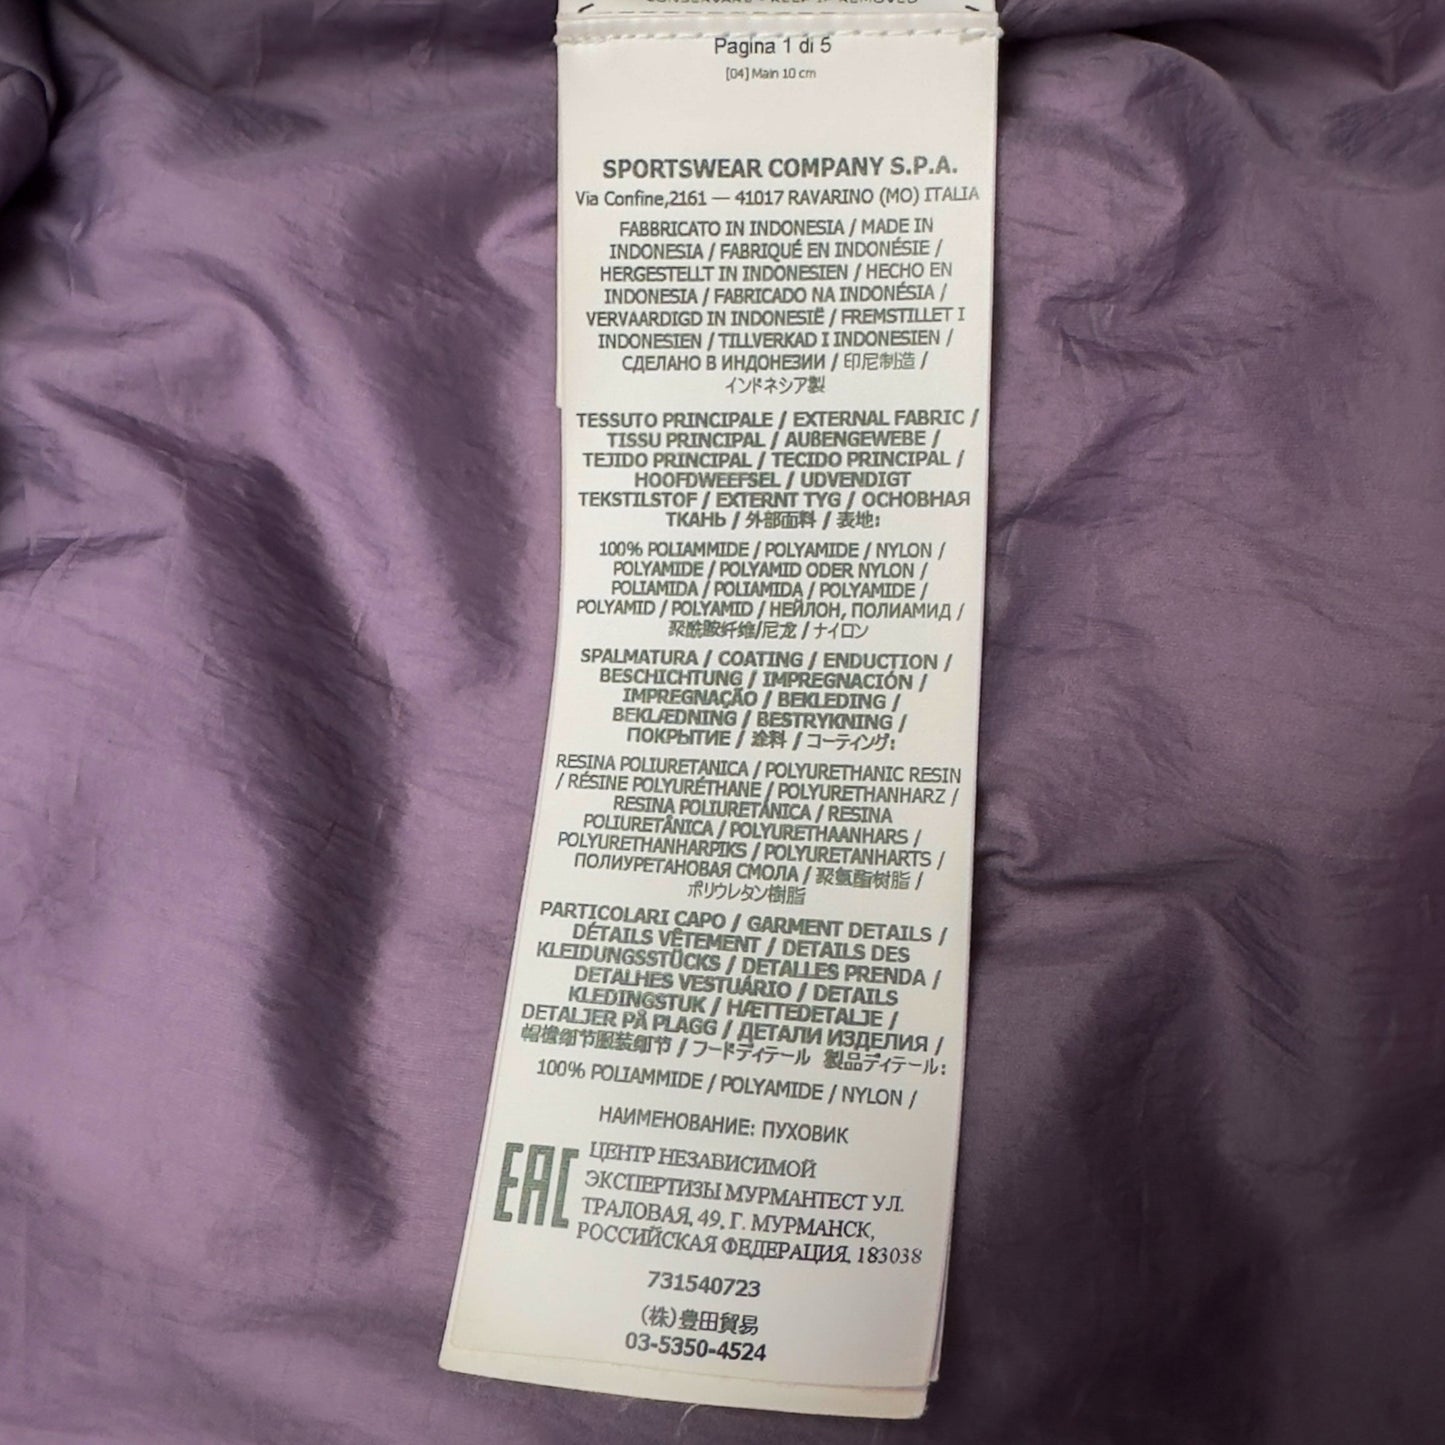 CONSERVARE - KEEP IF REMOVED
Pagina 1 di 5
[04] Main 10 cm
SPORTSWEAR COMPANY S.P.A.
Via Confine,2161 — 41017 RAVARINO (MO) ITALIA
FABBRICATO IN INDONESIA / MADE IN
INDONESIA / FABRIQUÉ EN INDONÉSIE /
HERGESTELLT IN INDONESIEN / HECHO EN
INDONESIA / FABRICADO NA INDONÉSIA /
VERVAARDIGD IN INDONESIË / FREMSTILLET I
INDONESIEN / TILLVERKAD I INDONESIEN /
СДЕЛАНО В ИНДОНЕЗИИ / 印尼制造 /
インドネシア製
TESSUTO PRINCIPALE / EXTERNAL FABRIC /
TISSU PRINCIPAL / AUßENGEWEBE /
TEJIDO PRINCIPAL / TECIDO PRINCIPAL /
HOOFDWEEFSEL / UDVENDIGT
TEKSTILSTOF / EXTERNT TYG / ОСНОВНАЯ
ТКАНЬ / 外部面料 / 表地:
100% POLIAMMIDE / POLYAMIDE / NYLON /
POLYAMIDE / POLYAMID ODER NYLON /
POLIAMIDA / POLIAMIDA / POLYAMIDE /
POLYAMID / POLYAMID / НЕЙЛОН, ПОЛИАМИД /
聚酰胺纤维/尼龙 / ナイロン
SPALMATURA / COATING / ENDUCTION /
BESCHICHTUNG / IMPREGNACIÓN /
IMPREGNAÇÃO / BEKLEDING /
BEKLÆDNING / BESTRYKNING /
ПОКРЫТИЕ / 涂料 / コーティング:
RESINA POLIURETANICA / POLYURETHANIC RESIN
/ RÉSINE POLYURÉTHANE / POLYURETHANHARZ /
RESINA POLIURETÁNICA / RESINA
POLIURETÂNICA / POLYURETHAANHARS /
POLYURETHANHARPIKS / POLYURETANHARTS /
ПОЛИУРЕТАНОВАЯ СМОЛА / 聚氨酯树脂 /
ポリウレタン樹脂
PARTICOLARI CAPO / GARMENT DETAILS /
DÉTAILS VÊTEMENT / DETAILS DES
KLEIDUNGSSTÜCKS / DETALLES PRENDA /
DETALHES VESTUÁRIO / DETAILS
KLEDINGSTUK / HÆTTEDETALJE /
DETALJER PÅ PLAGG / ДЕТАЛИ ИЗДЕЛИЯ /
细节服装细节 / フードディテール 製品ディテール:
100% POLIAMMIDE / POLYAMIDE / NYLON /
НАИМЕНОВАНИЕ: ПУХОВИК
EAC
ЦЕНТР НЕЗАВИСИМОЙ
ЭКСПЕРТИЗЫ МУРМАНТЕСТ УЛ.
ТРАЛОВАЯ, 49, Г. МУРМАНСК,
РОССИЙСКАЯ ФЕДЕРАЦИЯ, 183038
731540723
(株)豊田貿易
03-5350-4524